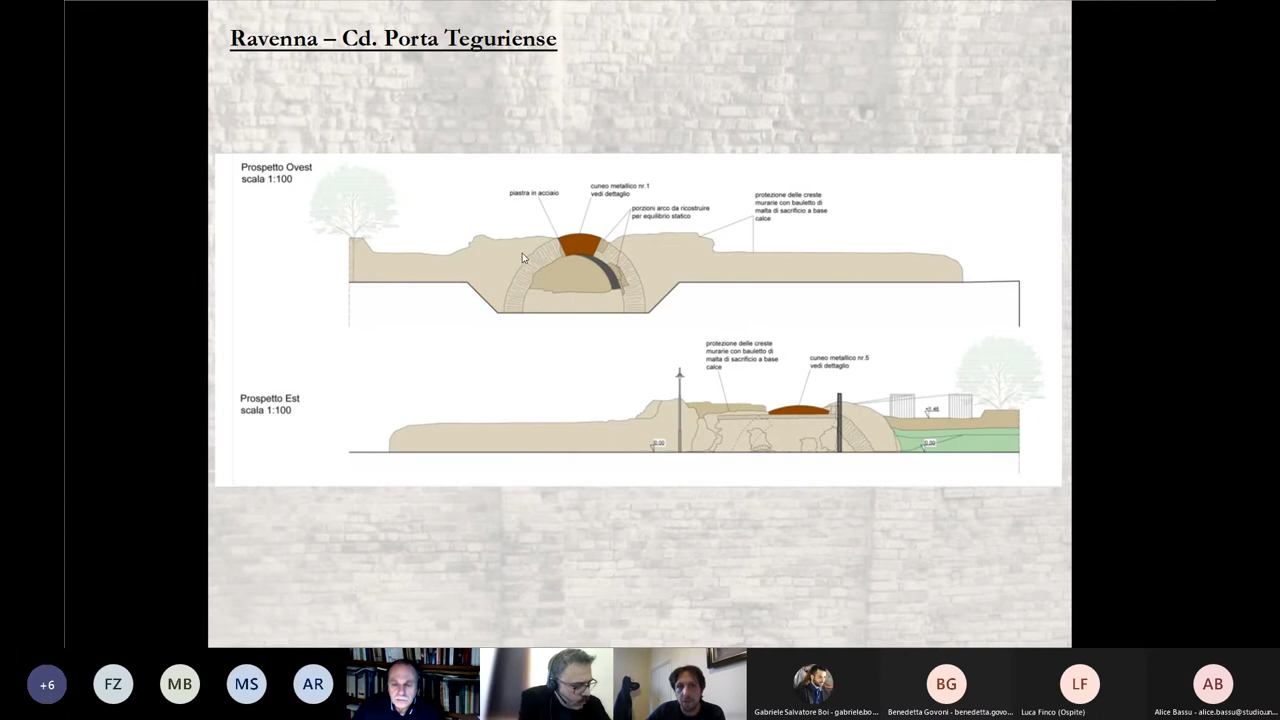 Ravenna – Cd. Porta Teguriense
Prospetto Ovest
scala 1:100
piastra in acciaio
cuneo metallico nr.1
vedi dettaglio
porzioni arco da ricostruire
per equilibrio statico
protezione delle creste
murarie con bauletto di
malta di sacrificio a base
calce
protezione delle creste
murarie con bauletto di
malta di sacrificio a base
calce
cuneo metallico nr.5
vedi dettaglio
Prospetto Est
scala 1:100
0.00
0.00
+6
FZ
MB
MS
AR
Gabriele Salvatore Boi - gabriele.bo...
BG
Benedetta Govoni - benedetta.govo...
LF
Luca Finco (Ospite)
AB
Alice Bassu - alice.bassu@studio.un...